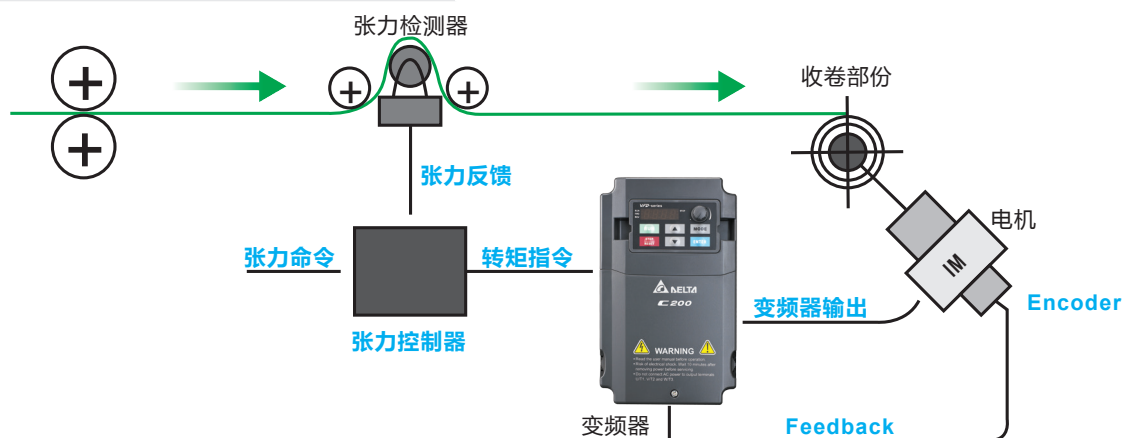 张力检测器
收卷部份
张力反馈
电机
张力命令
转矩指令
IM
DELTA
C200
变频器输出
Encoder
张力控制器
WARNING
变频器
Feedback
MODE
ENTER